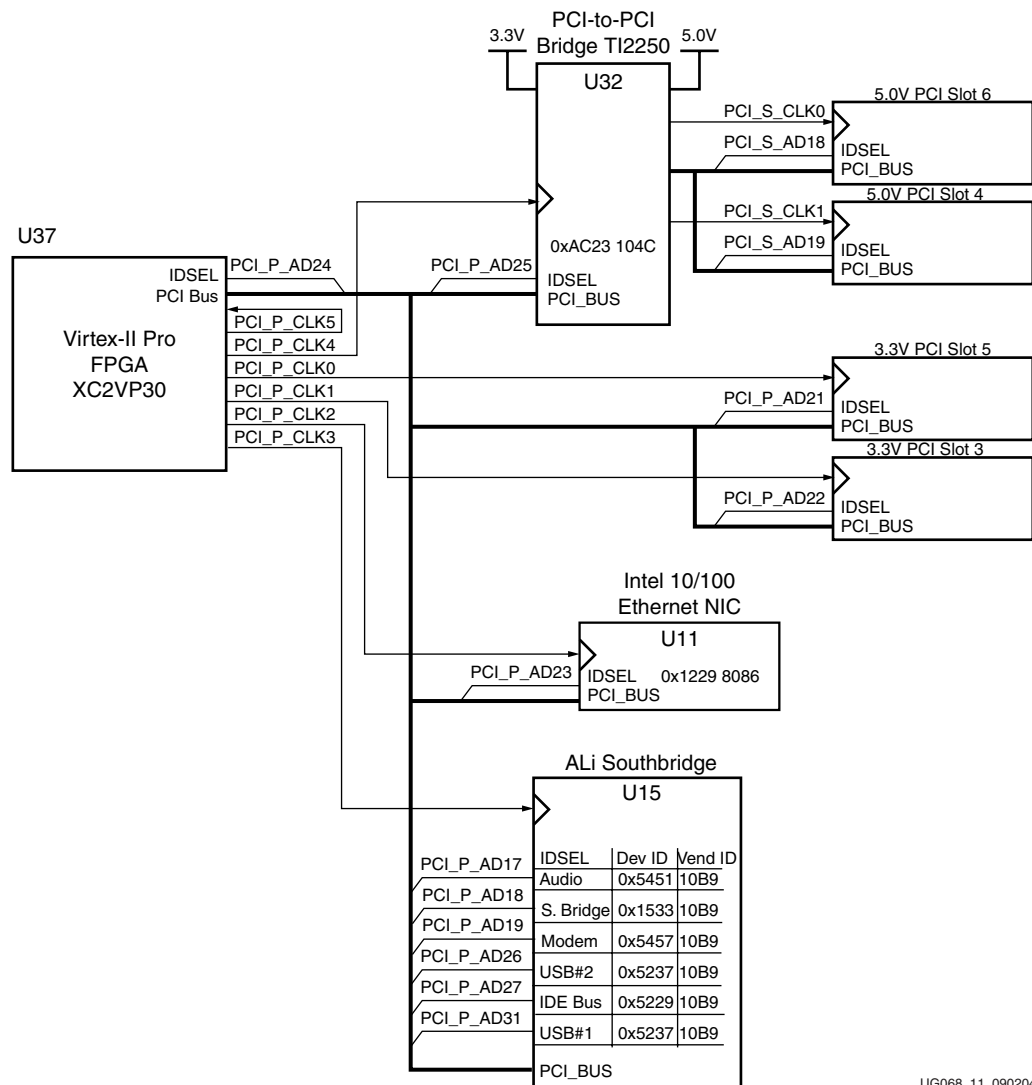 PCI-to-PCI
Bridge TI2250
3.3V
5.0V
U32
0xAC23 104C
IDSEL
PCI_BUS
5.0V PCI Slot 6
PCI_S_CLK0
PCI_S_AD18
IDSEL
PCI_BUS
5.0V PCI Slot 4
PCI_S_CLK1
PCI_S_AD19
IDSEL
PCI_BUS
U37
IDSEL
PCI Bus
Virtex-II Pro
FPGA
XC2VP30
PCI_P_AD24
PCI_P_AD25
PCI_P_CLK5
PCI_P_CLK4
PCI_P_CLK0
PCI_P_CLK1
PCI_P_CLK2
PCI_P_CLK3
3.3V PCI Slot 5
PCI_P_AD21
IDSEL
PCI_BUS
3.3V PCI Slot 3
PCI_P_AD22
IDSEL
PCI_BUS
Intel 10/100
Ethernet NIC
U11
PCI_P_AD23
IDSEL 0x1229 8086
PCI_BUS
ALi Southbridge
U15
IDSEL Dev ID Vend ID
PCI_P_AD17
Audio 0x5451 10B9
PCI_P_AD18
S. Bridge 0x1533 10B9
PCI_P_AD19
Modem 0x5457 10B9
PCI_P_AD26
USB#2 0x5237 10B9
PCI_P_AD27
IDE Bus 0x5229 10B9
PCI_P_AD31
USB#1 0x5237 10B9
PCI_BUS